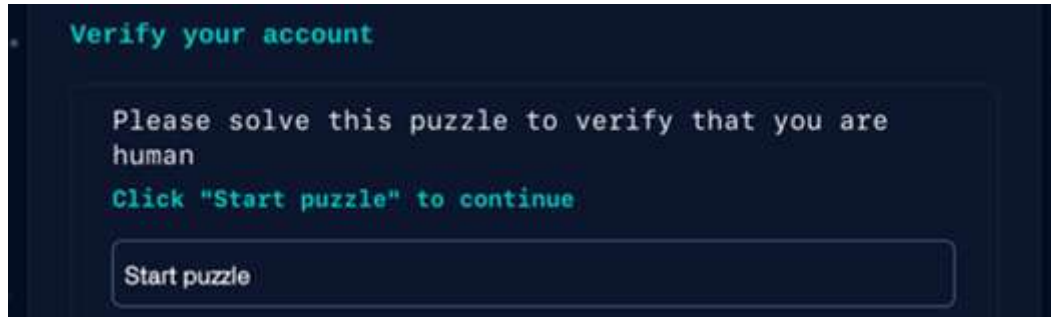 Verify your account
Please solve this puzzle to verify that you are
human
Click "Start puzzle" to continue
Start puzzle